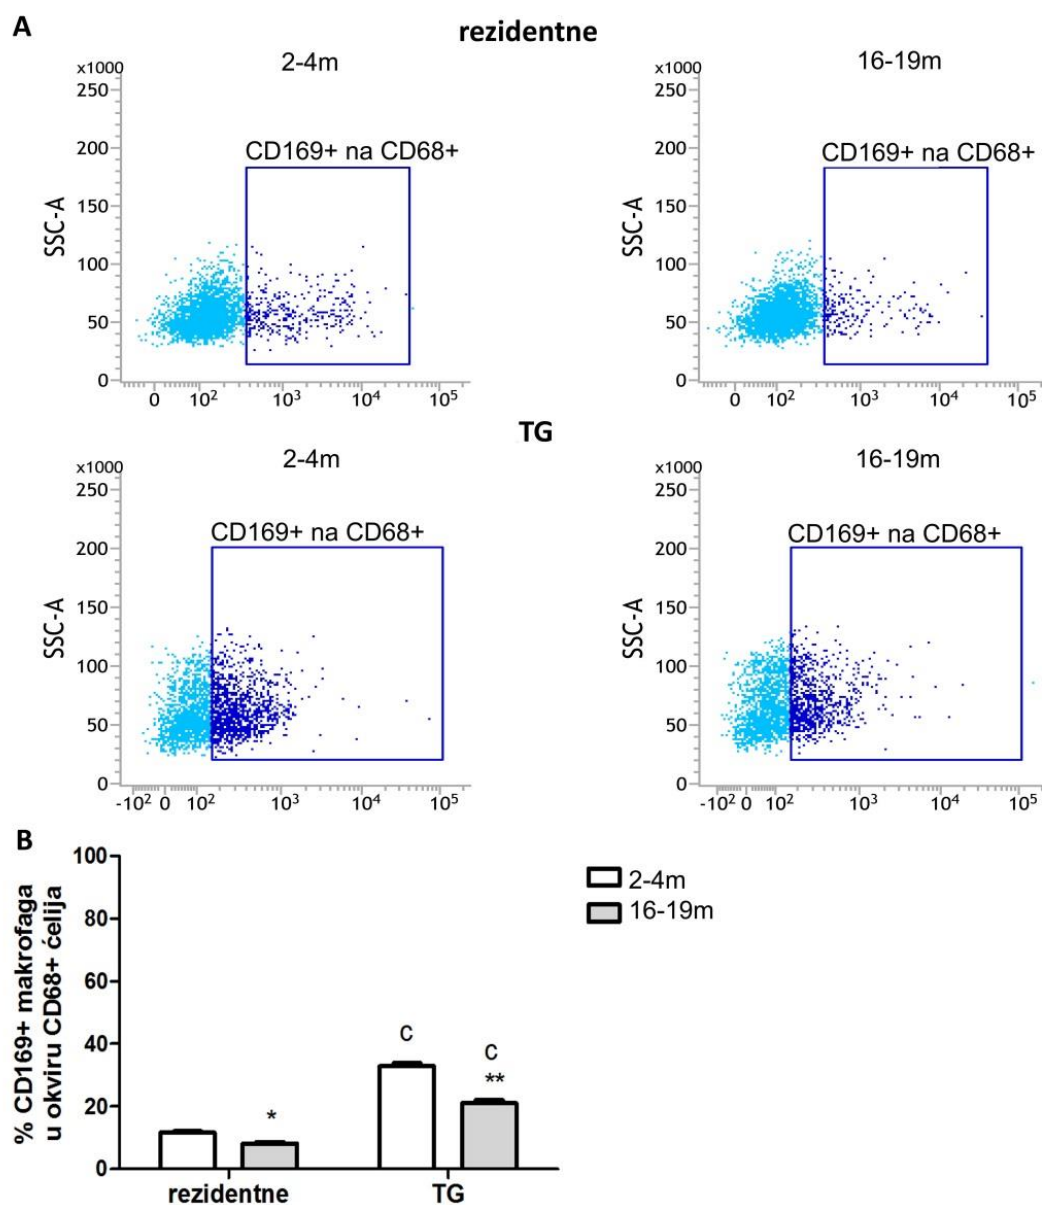 A
rezidentne
2-4m
16-19m
x1000
250
200
150
100
50
0
SSC-A
CD169+ na CD68+
0 10² 10³ 10⁴ 10⁵
x1000
250
200
150
100
50
0
SSC-A
CD169+ na CD68+
0 10² 10³ 10⁴ 10⁵
TG
2-4m
16-19m
x1000
250
200
150
100
50
0
SSC-A
CD169+ na CD68+
-10² 0 10² 10³ 10⁴ 10⁵
x1000
250
200
150
100
50
0
SSC-A
CD169+ na CD68+
-10² 0 10² 10³ 10⁴ 10⁵
B
% CD169+ makrofaga
u okviru CD68+ ćelija
100
80
60
40
20
0
*
C
C
**
rezidentne
TG
2-4m
16-19m